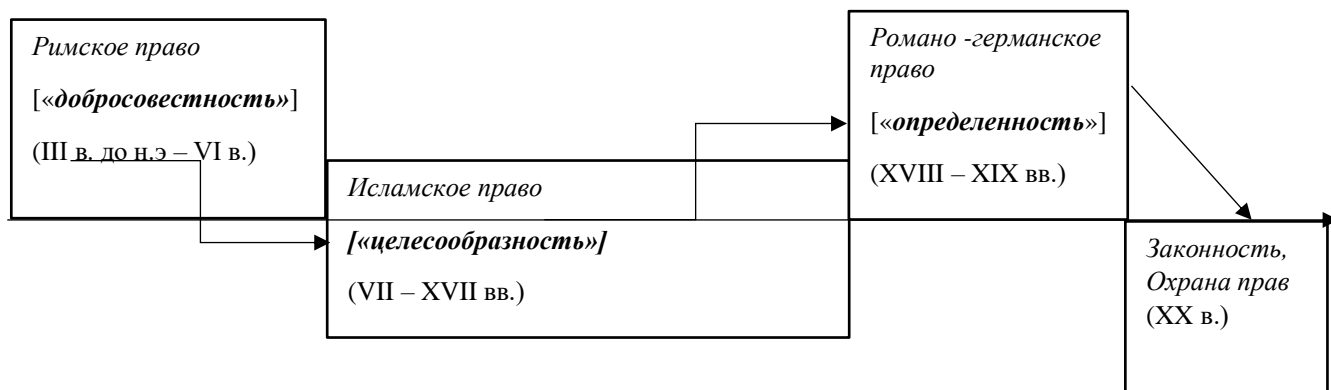 Римское право
[«добросовестность»]
(III в. до н.э – VI в.)
Исламское право
[«целесообразность»]
(VII – XVII вв.)
Романо -германское
право
[«определенность»]
(XVIII – XIX вв.)
Законность,
Охрана прав
(XX в.)